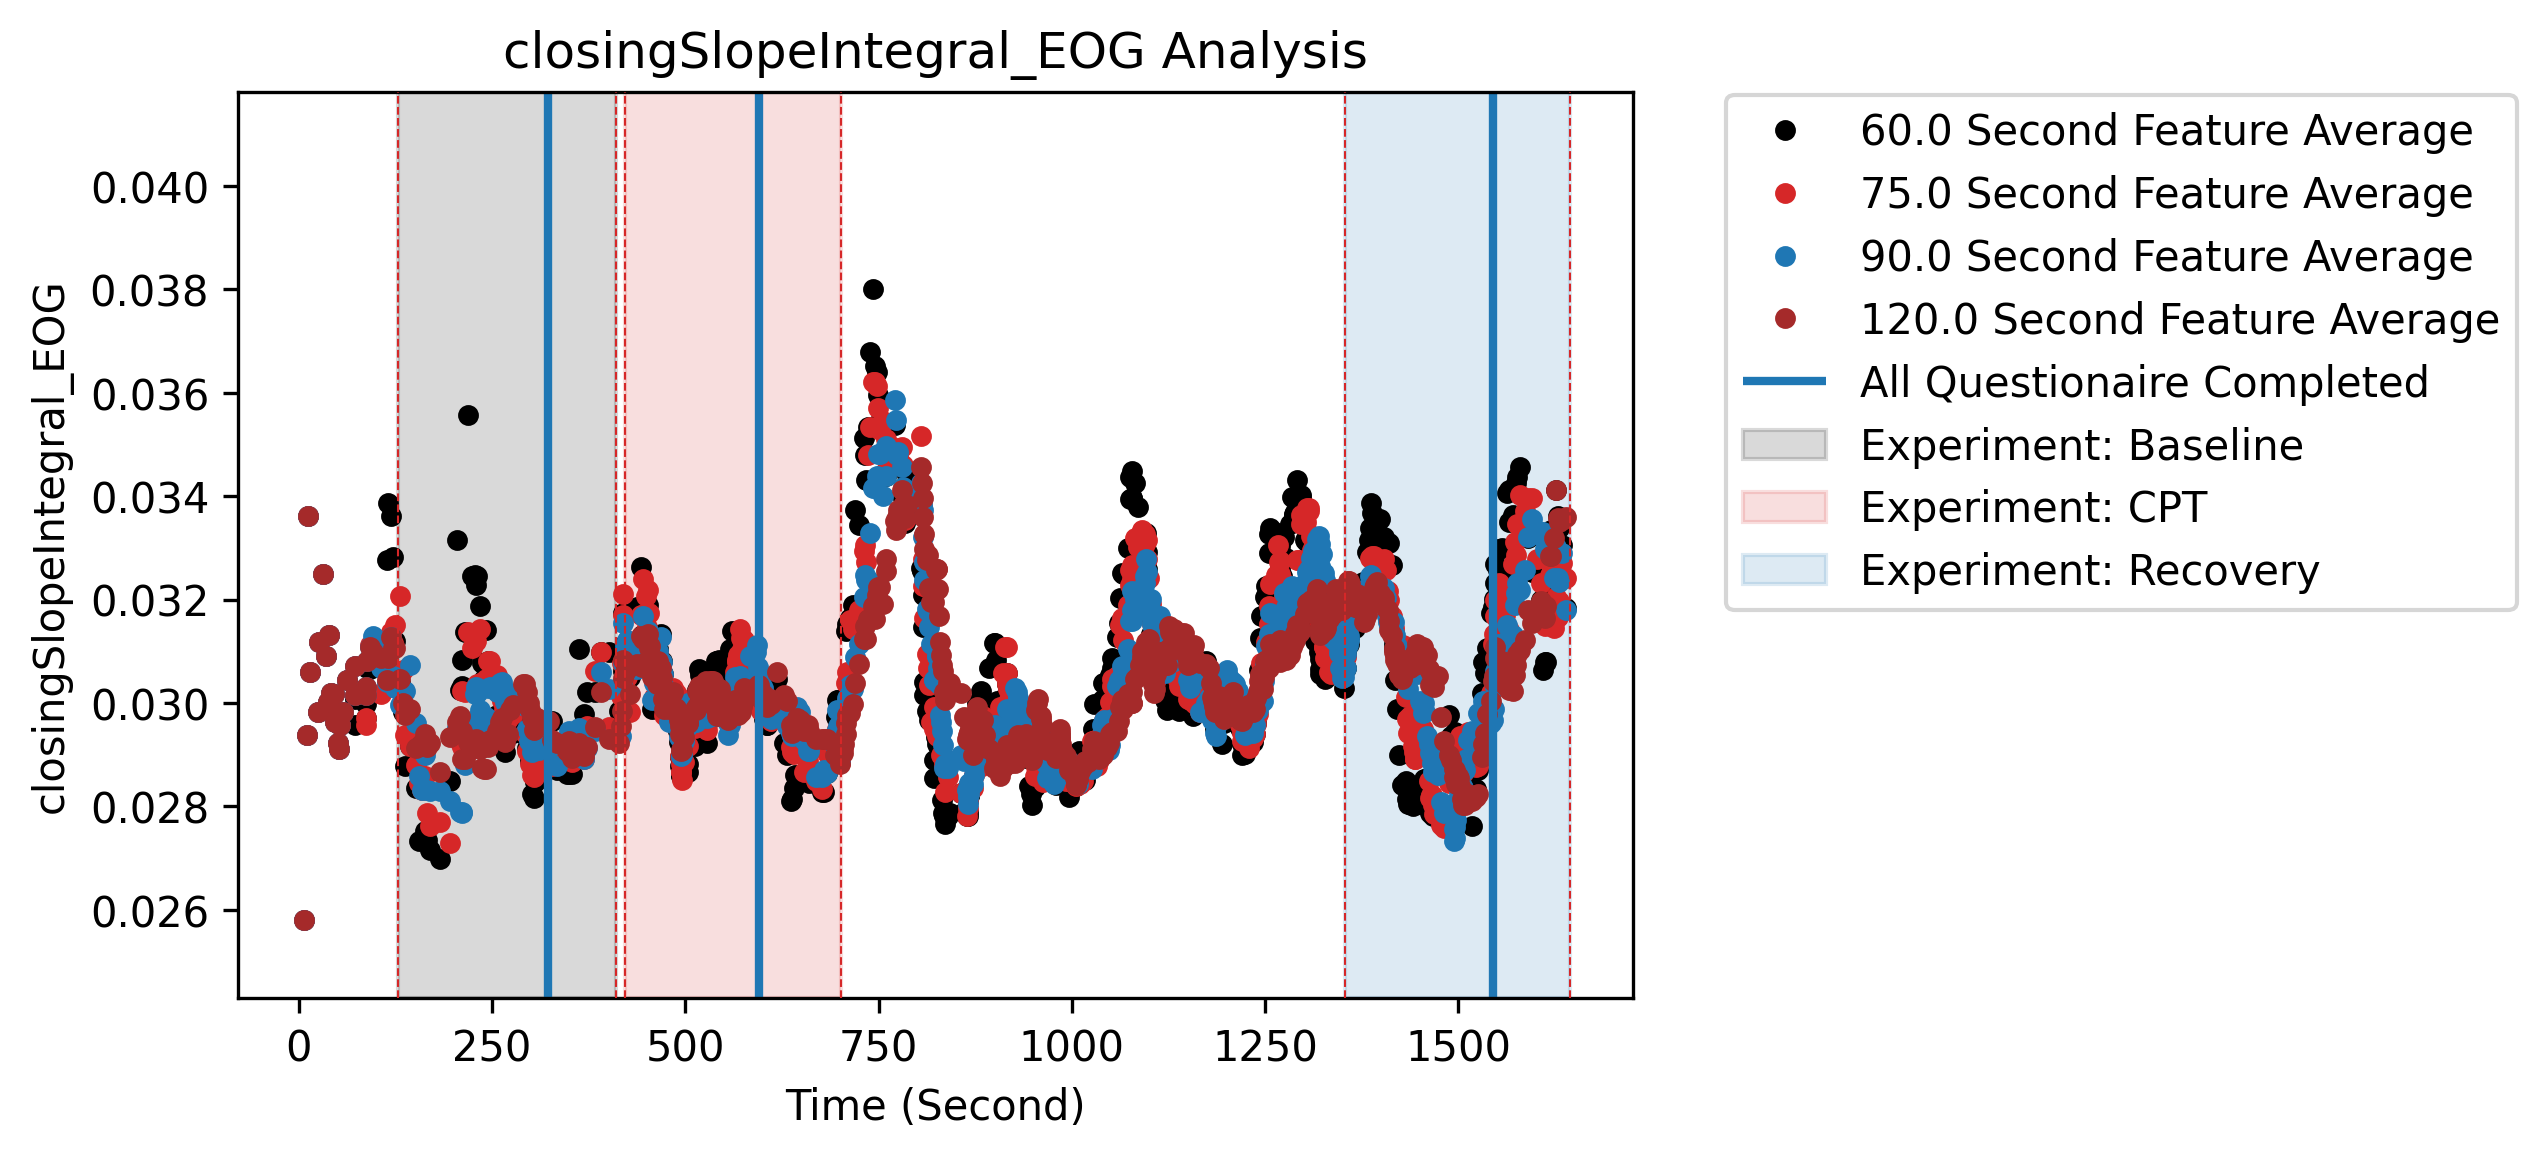 closingSlopeIntegral_EOG Analysis
closingSlopeIntegral_EOG
0.040
0.038
0.036
0.034
0.032
0.030
0.028
0.026
0
250
500
750
1000
1250
1500
Time (Second)
60.0 Second Feature Average
75.0 Second Feature Average
90.0 Second Feature Average
120.0 Second Feature Average
All Questionaire Completed
Experiment: Baseline
Experiment: CPT
Experiment: Recovery